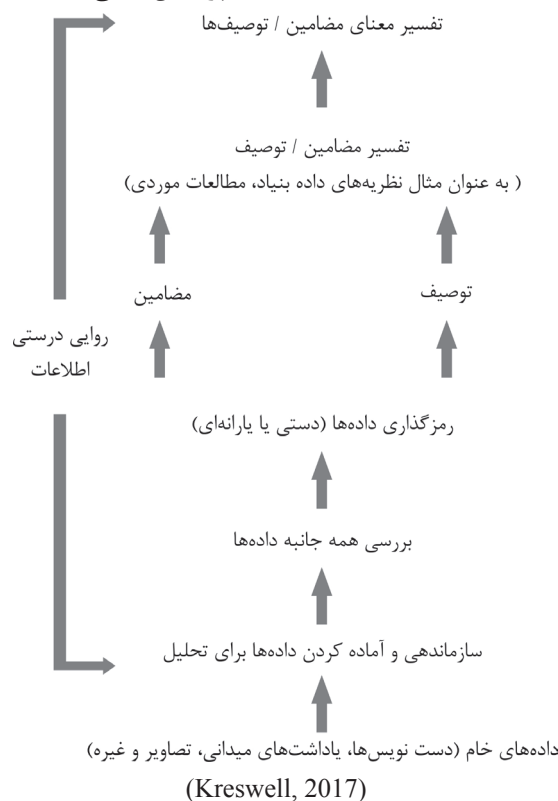 تفسیر معنای مضامین / توصیف‌ها
تفسیر مضامین / توصیف
( به عنوان مثال نظریه‌های داده بنیاد، مطالعات موردی)
توصیف
مضامین
روایی درستی
اطلاعات
رمزگذاری داده‌ها (دستی یا یارانه‌ای)
بررسی همه جانبه داده‌ها
سازماندهی و آماده کردن داده‌ها برای تحلیل
داده‌های خام (دست نویس‌ها، یاداشت‌های میدانی، تصاویر و غیره)
(Kreswell, 2017)